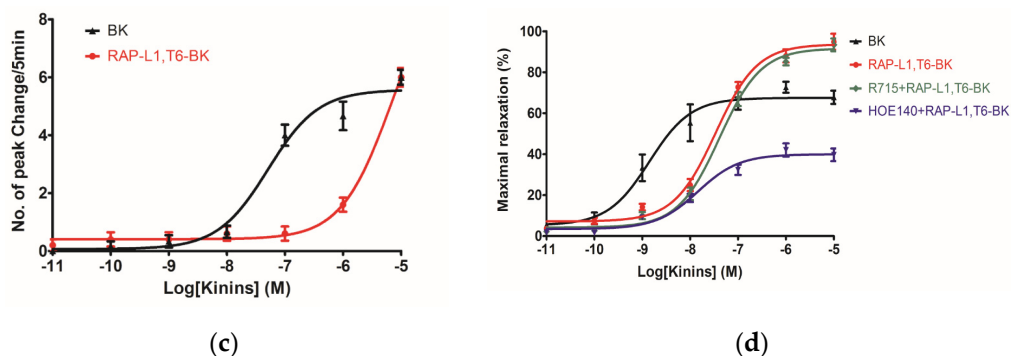 No. of peak Change/5min
8
6
4
2
0
BK
RAP-L1,T6-BK
-11 -10 -9 -8 -7 -6 -5
Log[Kinins] (M)
(c)
Maximal relaxation (%)
100
80
60
40
20
0
BK
RAP-L1,T6-BK
R715+RAP-L1,T6-BK
HOE140+RAP-L1,T6-BK
-11 -10 -9 -8 -7 -6 -5
Log[Kinins] (M)
(d)